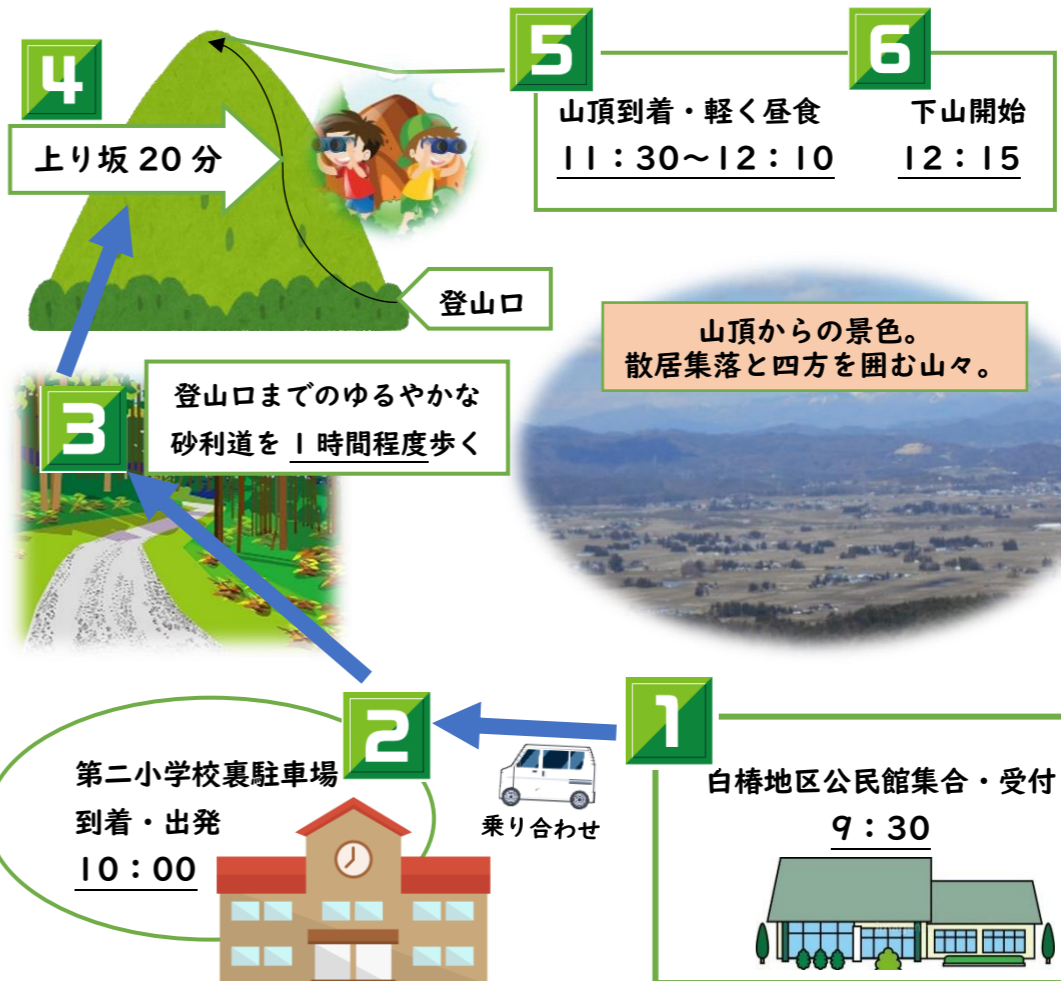 4
上り坂 20 分
5
山頂到着・軽く昼食
11:30~12:10
6
下山開始
12:15
登山口
山頂からの景色。
散居集落と四方を囲む山々。
3
登山口までのゆるやかな
砂利道を 1 時間程度歩く
2
第二小学校裏駐車場
到着・出発
10:00
乗り合わせ
1
白椿地区公民館集合・受付
9:30